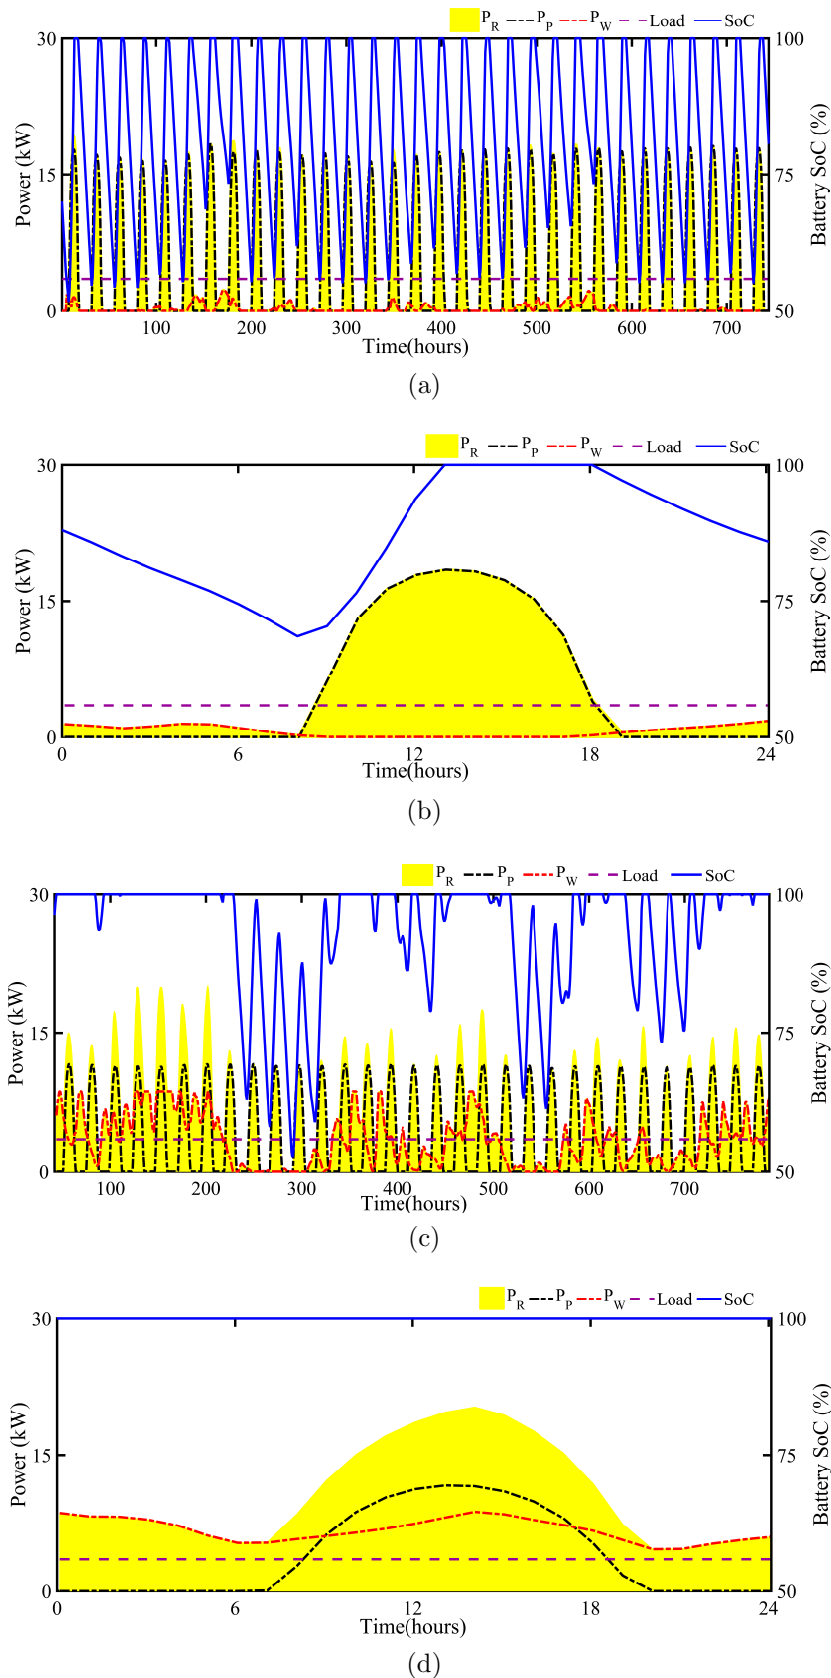 P_R P_P P_W Load SoC
30 100
Power (kW)
15 75
Battery SoC (%)
0 50
100 200 300 400 500 600 700
Time(hours)
(a)
P_R P_P P_W Load SoC
30 100
Power (kW)
15 75
Battery SoC (%)
0 50
0 6 12 18 24
Time(hours)
(b)
P_R P_P P_W Load SoC
30 100
Power (kW)
15 75
Battery SoC (%)
0 50
100 200 300 400 500 600 700
Time(hours)
(c)
P_R P_P P_W Load SoC
30 100
Power (kW)
15 75
Battery SoC (%)
0 50
0 6 12 18 24
Time(hours)
(d)